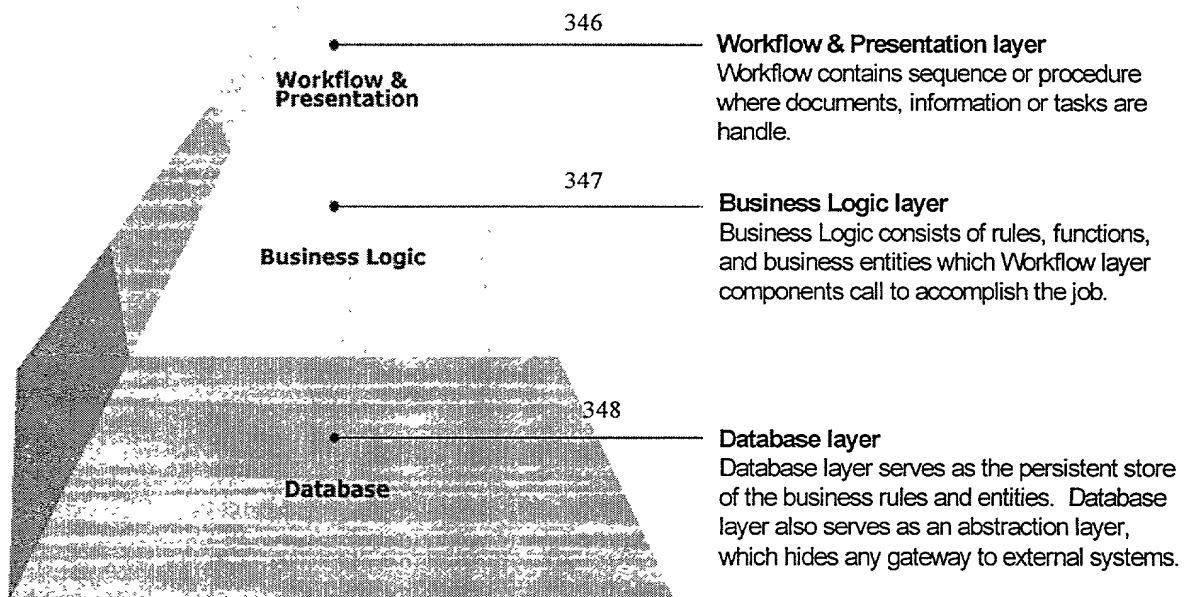 346
Workflow &
Presentation
Workflow & Presentation layer
Workflow contains sequence or procedure
where documents, information or tasks are
handle.
347
Business Logic
Business Logic layer
Business Logic consists of rules, functions,
and business entities which Workflow layer
components call to accomplish the job.
348
Database
Database layer
Database layer serves as the persistent store
of the business rules and entities. Database
layer also serves as an abstraction layer,
which hides any gateway to external systems.